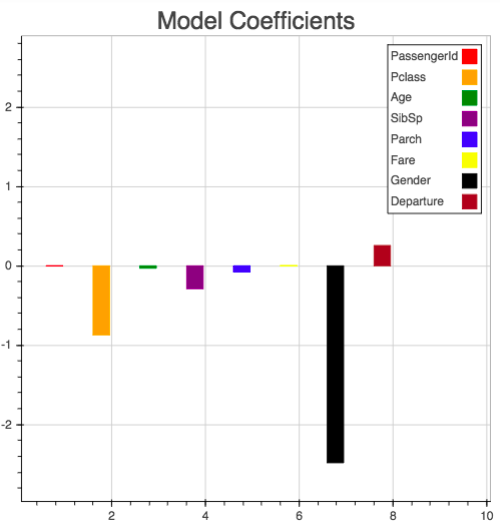 Model Coefficients
PassengerId
Pclass
Age
SibSp
Parch
Fare
Gender
Departure
2
1
0
-1
-2
2
4
6
8
10